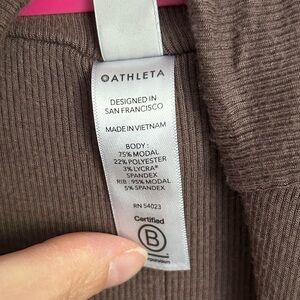 ATHLETA
DESIGNED IN
SAN FRANCISCO
MADE IN VIETNAM
BODY:
75% MODAL
22% POLYESTER
3% LYCRA®
SPANDEX
RIB: 95% MODAL
5% SPANDEX
RN 54023
Certified
B